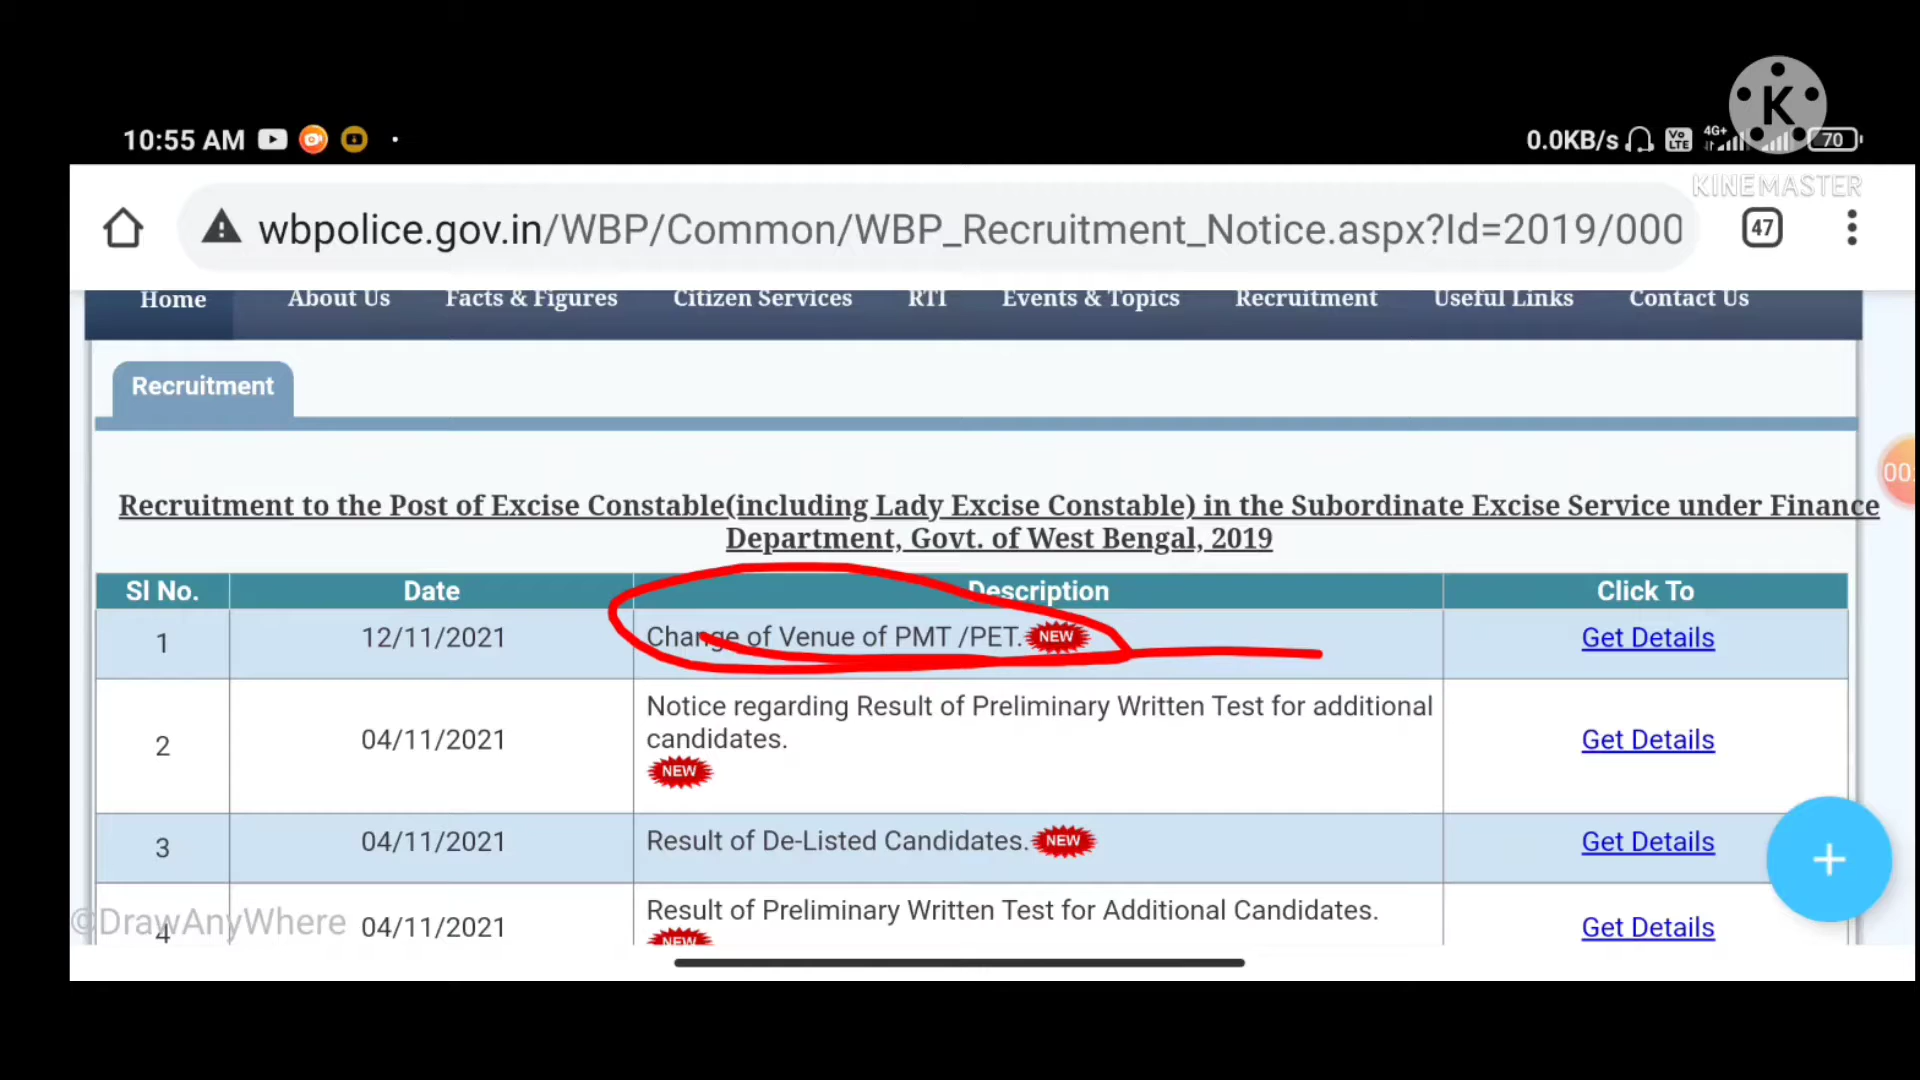 10:55 AM
0.0KB/s Vo LTE 4G+ 70
K
KINEMASTER
wbpolice.gov.in/WBP/Common/WBP_Recruitment_Notice.aspx?Id=2019/000
47
Home About Us Facts & Figures Citizen Services RTI Events & Topics Recruitment Useful Links Contact Us
Recruitment
00
Recruitment to the Post of Excise Constable(including Lady Excise Constable) in the Subordinate Excise Service under Finance
Department, Govt. of West Bengal, 2019
Sl No. Date Description Click To
1 12/11/2021 Change of Venue of PMT /PET. NEW Get Details
2 04/11/2021 Notice regarding Result of Preliminary Written Test for additional
candidates. Get Details
NEW
3 04/11/2021 Result of De-Listed Candidates. NEW Get Details
4 04/11/2021 Result of Preliminary Written Test for Additional Candidates. Get Details
NEW
@DrawAnyWhere